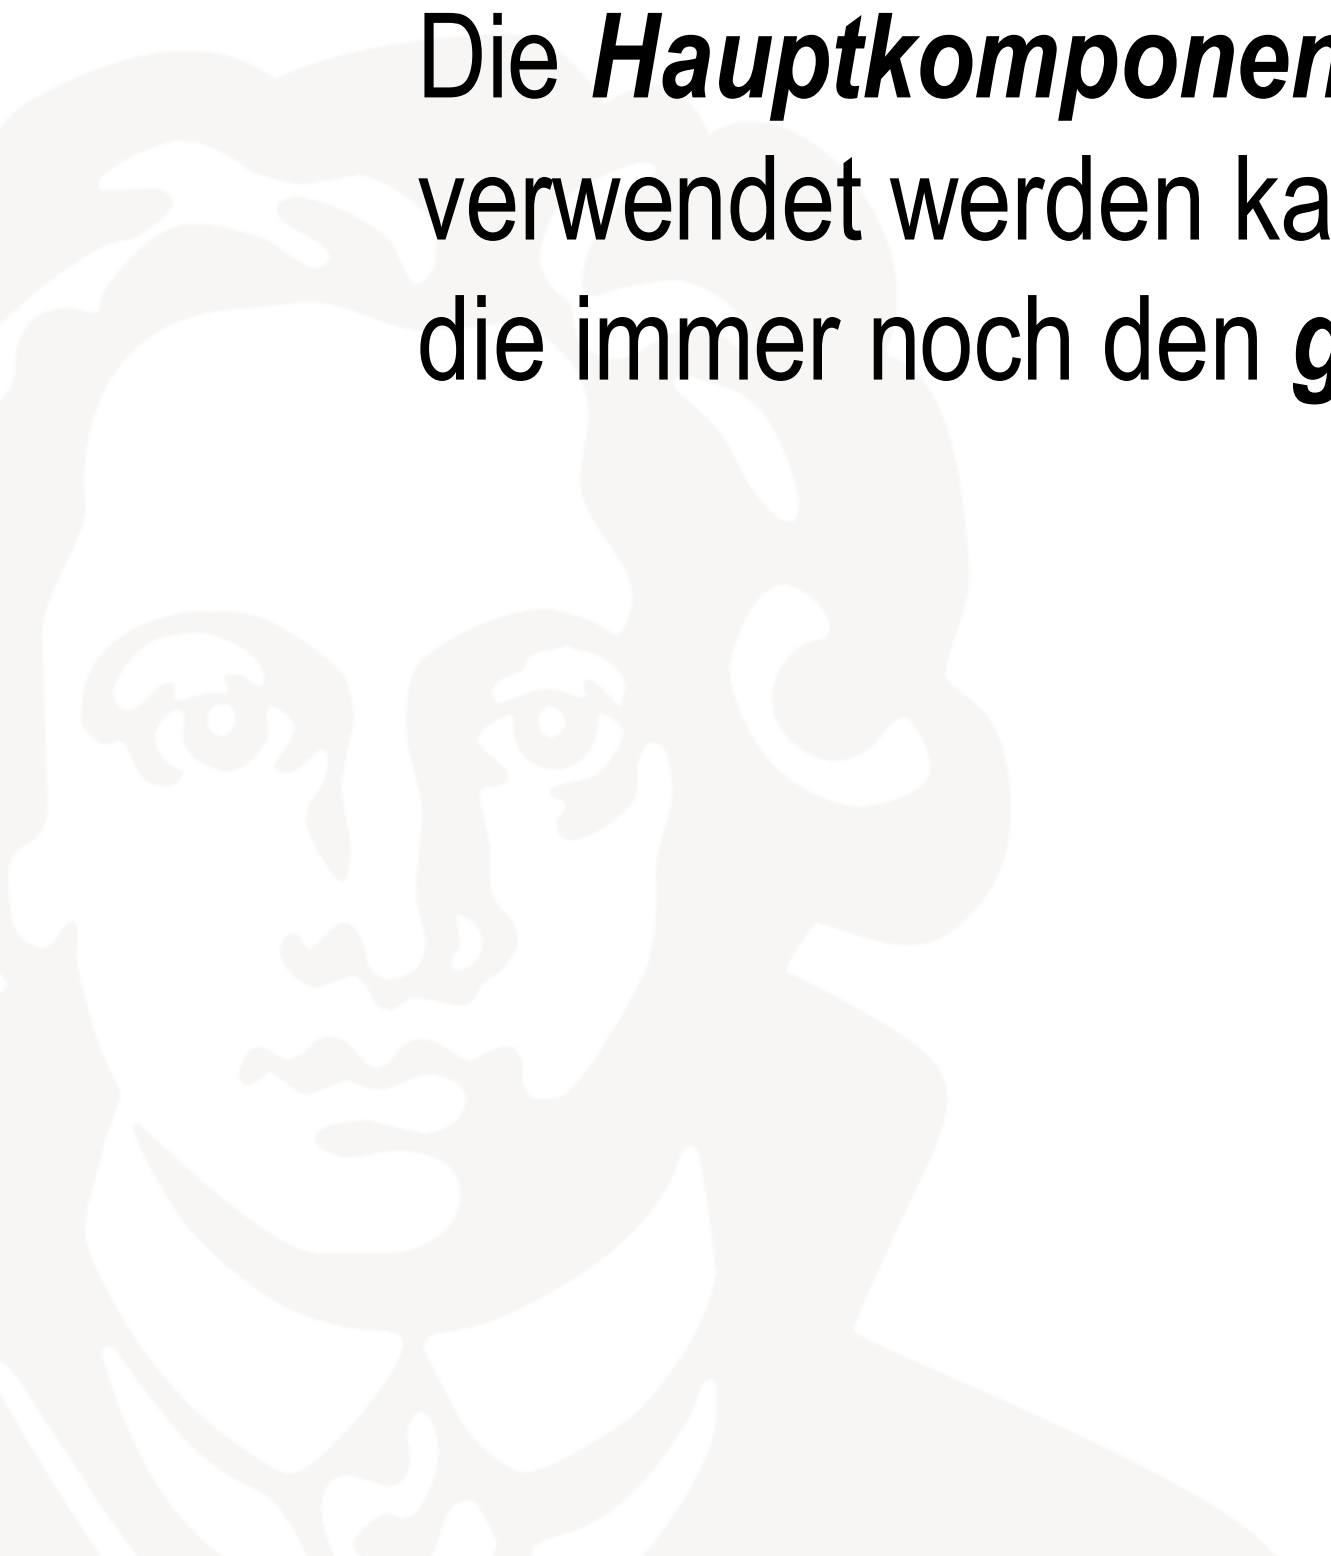 Die Hauptkomponen
verwendet werden ka
die immer noch den g